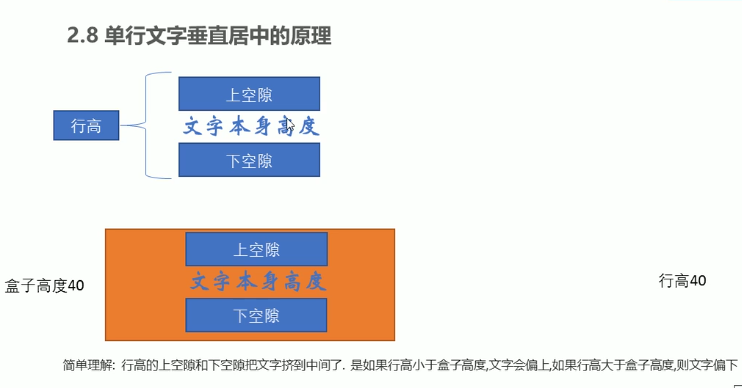 2.8 单行文字垂直居中的原理
上空隙
行高
文字本身高度
下空隙
上空隙
盒子高度40
文字本身高度
行高40
下空隙
简单理解: 行高的上空隙和下空隙把文字挤到中间了. 是如果行高小于盒子高度,文字会偏上,如果行高大于盒子高度,则文字偏下